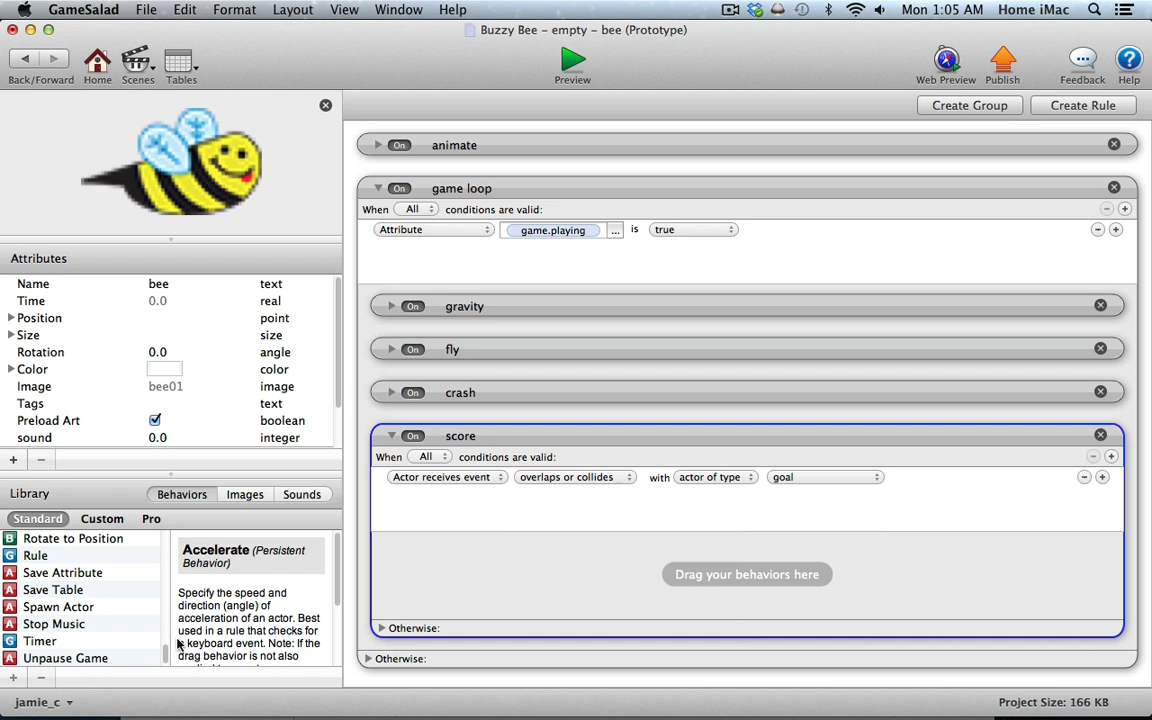 GameSalad File Edit Format Layout View Window Help Mon 1:05 AM Home iMac
Buzzy Bee - empty - bee (Prototype)
Back/Forward Home Scenes Tables Preview Web Preview Publish Feedback Help
Create Group Create Rule
On animate
On game loop
When All conditions are valid:
Attribute game.playing ... is true
On gravity
On fly
On crash
On score
When All conditions are valid:
Actor receives event overlaps or collides with actor of type goal
Drag your behaviors here
Otherwise:
Otherwise:
Attributes
Name bee text
Time 0.0 real
Position point
Size size
Rotation 0.0 angle
Color color
Image bee01 image
Tags text
Preload Art boolean
sound 0.0 integer
Library Behaviors Images Sounds
Standard Custom Pro
B Rotate to Position
G Rule
A Save Attribute
A Save Table
A Spawn Actor
A Stop Music
G Timer
A Unpause Game
Accelerate (Persistent
Behavior)
Specify the speed and
direction (angle) of
acceleration of an actor. Best
used in a rule that checks for
keyboard event. Note: If the
drag behavior is not also
jamie_c
Project Size: 166 KB